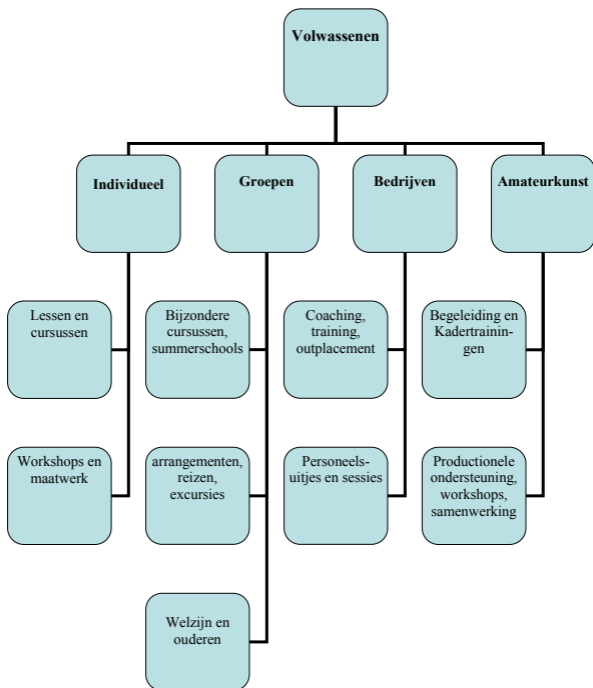 Volwassenen
Individueel
Groepen
Bedrijven
Amateurkunst
Lessen en
cursussen
Bijzondere
cursussen,
summerschools
Coaching,
training,
outplacement
Begeleiding en
Kadertrainin-
gen
Workshops en
maatwerk
arrangementen,
reizen,
excursies
Personeels-
uitjes en sessies
Productionele
ondersteuning,
workshops,
samenwerking
Welzijn en
ouderen